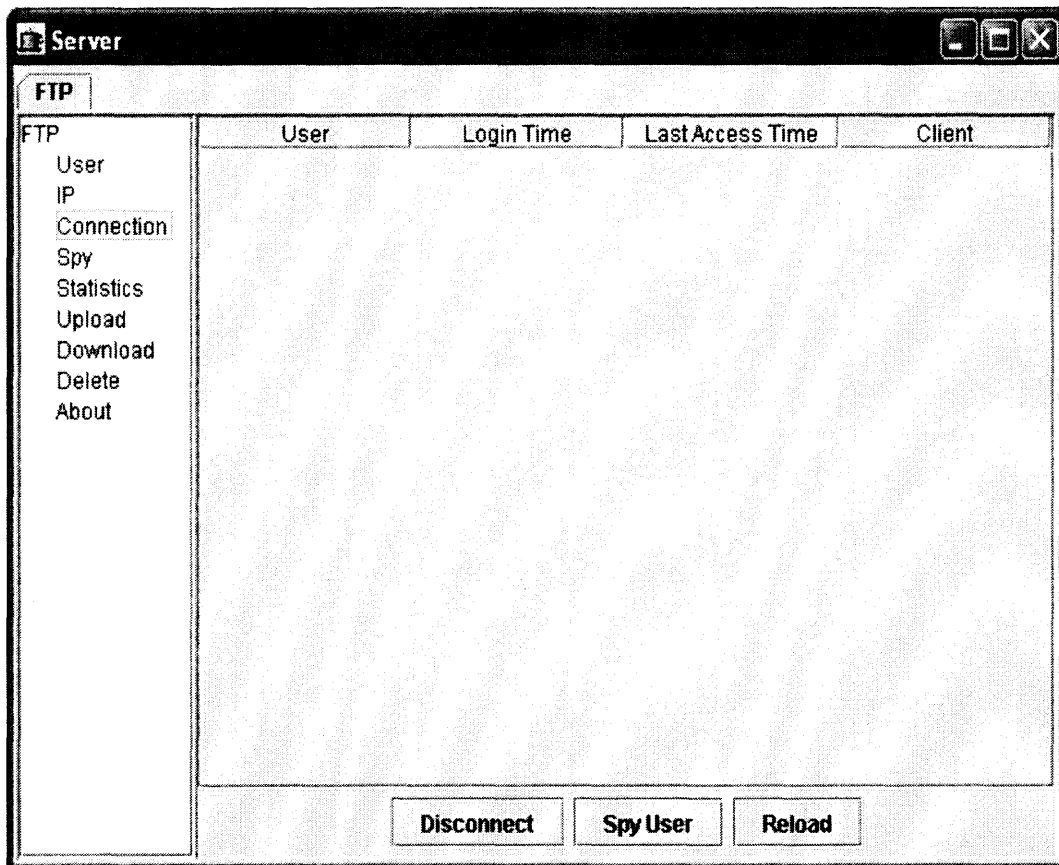 Server
FTP
FTP
User
IP
Connection
Spy
Statistics
Upload
Download
Delete
About
User Login Time Last Access Time Client
Disconnect Spy User Reload